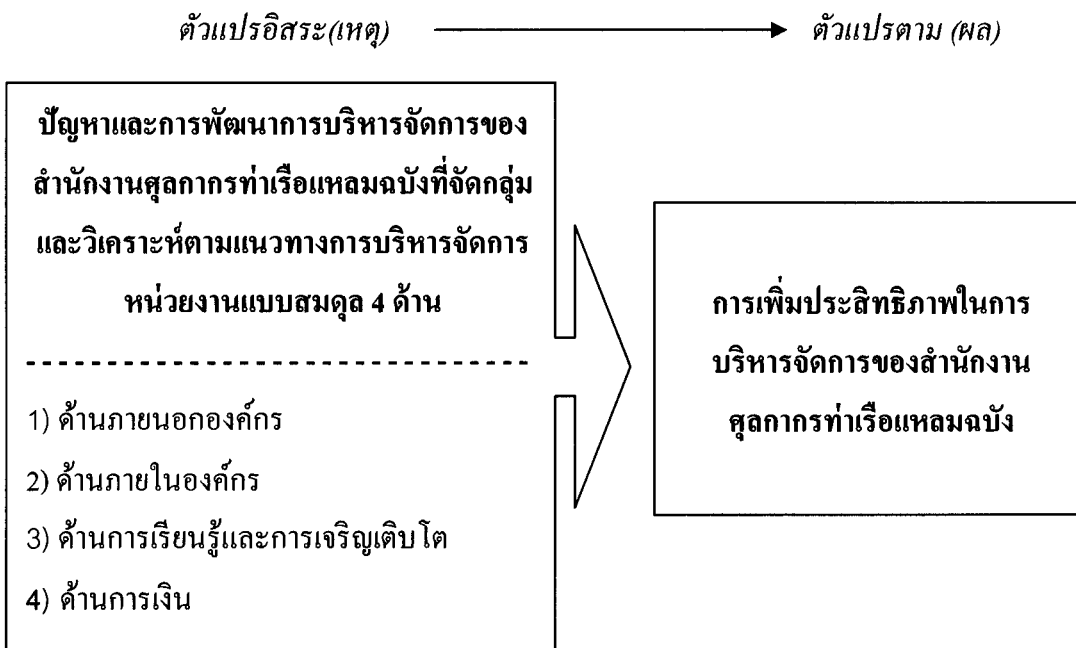 ตัวแปรอิสระ(เหตุ) ตัวแปรตาม (ผล)
ปัญหาและการพัฒนาการบริหารจัดการของ
สำนักงานศุลกากรท่าเรือแหลมฉบังที่จัดกลุ่ม
และวิเคราะห์ตามแนวทางการบริหารจัดการ
หน่วยงานแบบสมดุล 4 ด้าน
1) ด้านภายนอกองค์กร
2) ด้านภายในองค์กร
3) ด้านการเรียนรู้และการเจริญเติบโต
4) ด้านการเงิน
การเพิ่มประสิทธิภาพในการ
บริหารจัดการของสำนักงาน
ศุลกากรท่าเรือแหลมฉบัง